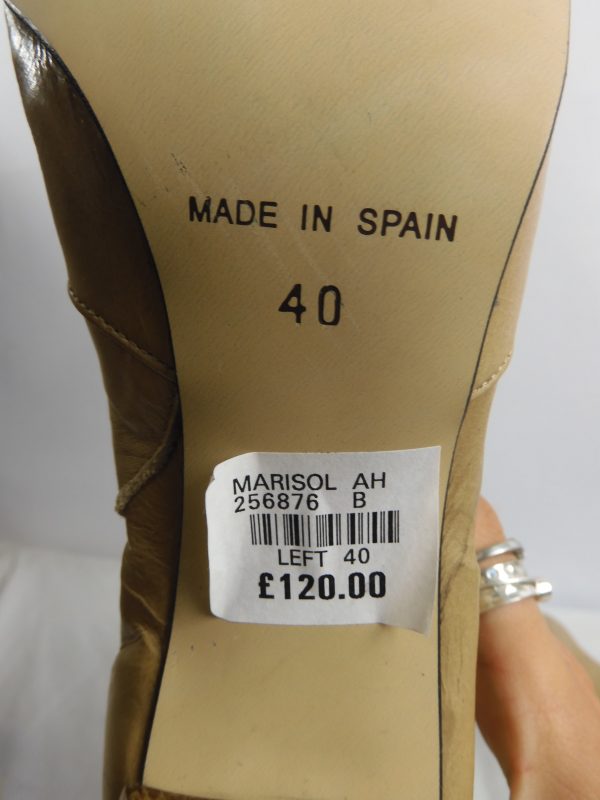 MADE IN SPAIN
40
MARISOL AH
256876 B
LEFT 40
£120.00